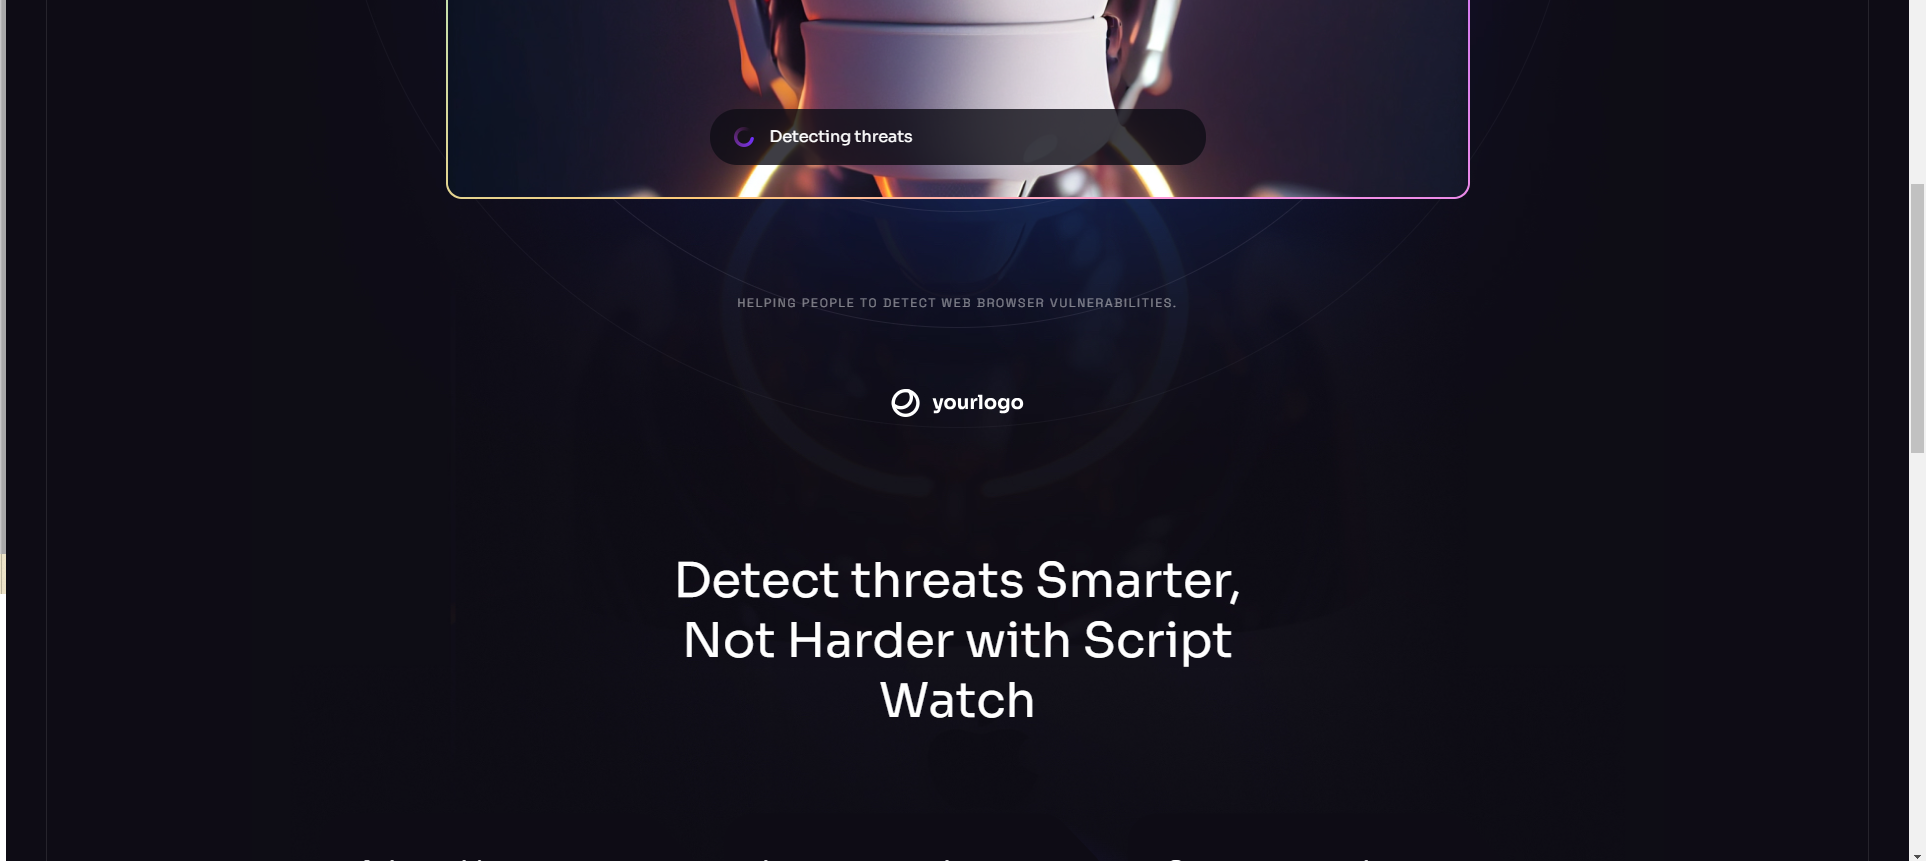 Detecting threats
HELPING PEOPLE TO DETECT WEB BROWSER VULNERABILITIES.
yourlogo
Detect threats Smarter,
Not Harder with Script
Watch